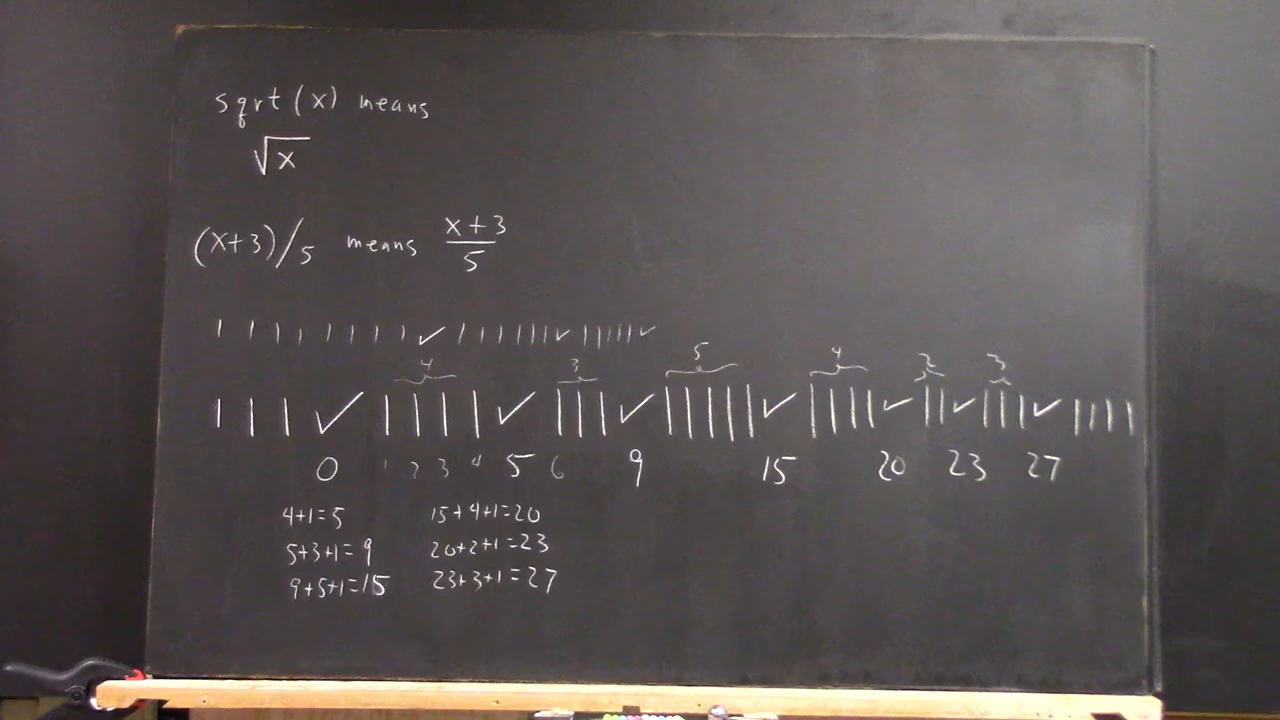 sqrt(x) means
√x
(x+3)/5 means x+3
5
4 3 5 4 2 3
0 1 2 3 4 5 6 9 15 20 23 27
4+1=5 15+4+1=20
5+3+1=9 20+2+1=23
9+5+1=15 23+3+1=27